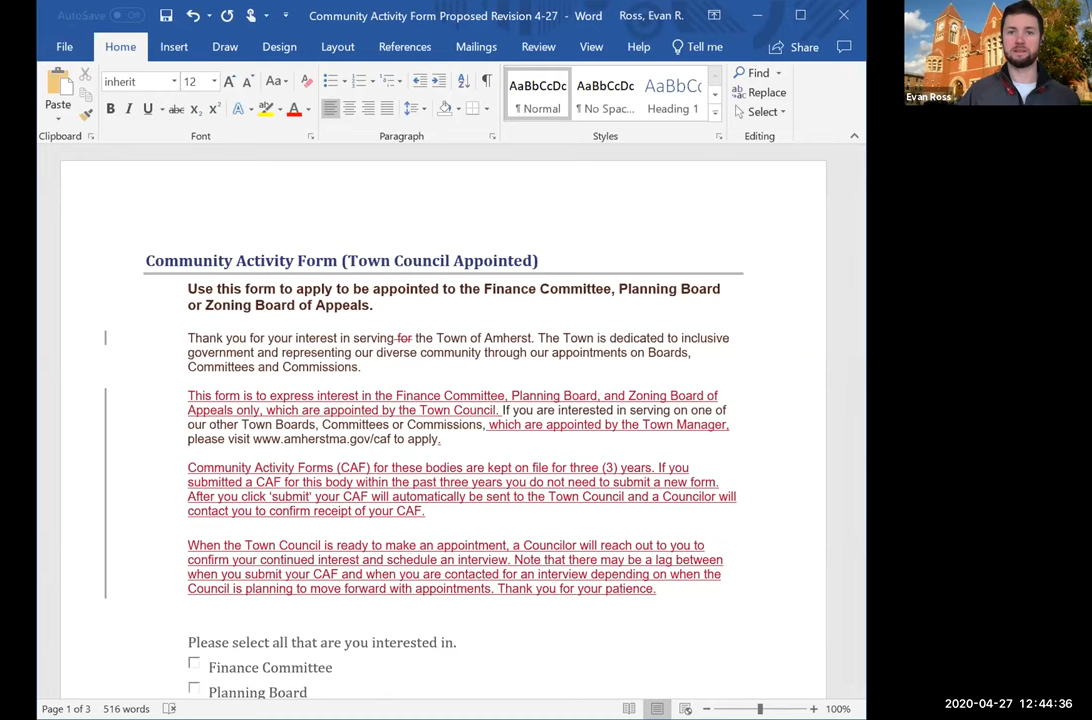 AutoSave Off Community Activity Form Proposed Revision 4-27 - Word Ross, Evan R.
File Home Insert Draw Design Layout References Mailings Review View Help Tell me Share
Paste
inherit 12
Aa
B I U abc X2 X2 A A
AaBbCcDc AaBbCcDc AaBbCc
¶ Normal ¶ No Spac... Heading 1
Find
Replace
Select
Clipboard Font Paragraph Styles Editing
Evan Ross
Community Activity Form (Town Council Appointed)
Use this form to apply to be appointed to the Finance Committee, Planning Board
or Zoning Board of Appeals.
Thank you for your interest in serving for the Town of Amherst. The Town is dedicated to inclusive
government and representing our diverse community through our appointments on Boards,
Committees and Commissions.
This form is to express interest in the Finance Committee, Planning Board, and Zoning Board of
Appeals only, which are appointed by the Town Council. If you are interested in serving on one of
our other Town Boards, Committees or Commissions, which are appointed by the Town Manager,
please visit www.amherstma.gov/caf to apply.
Community Activity Forms (CAF) for these bodies are kept on file for three (3) years. If you
submitted a CAF for this body within the past three years you do not need to submit a new form.
After you click 'submit' your CAF will automatically be sent to the Town Council and a Councilor will
contact you to confirm receipt of your CAF.
When the Town Council is ready to make an appointment, a Councilor will reach out to you to
confirm your continued interest and schedule an interview. Note that there may be a lag between
when you submit your CAF and when you are contacted for an interview depending on when the
Council is planning to move forward with appointments. Thank you for your patience.
Please select all that are you interested in.
Finance Committee
Planning Board
Page 1 of 3 516 words 100%
2020-04-27 12:44:36